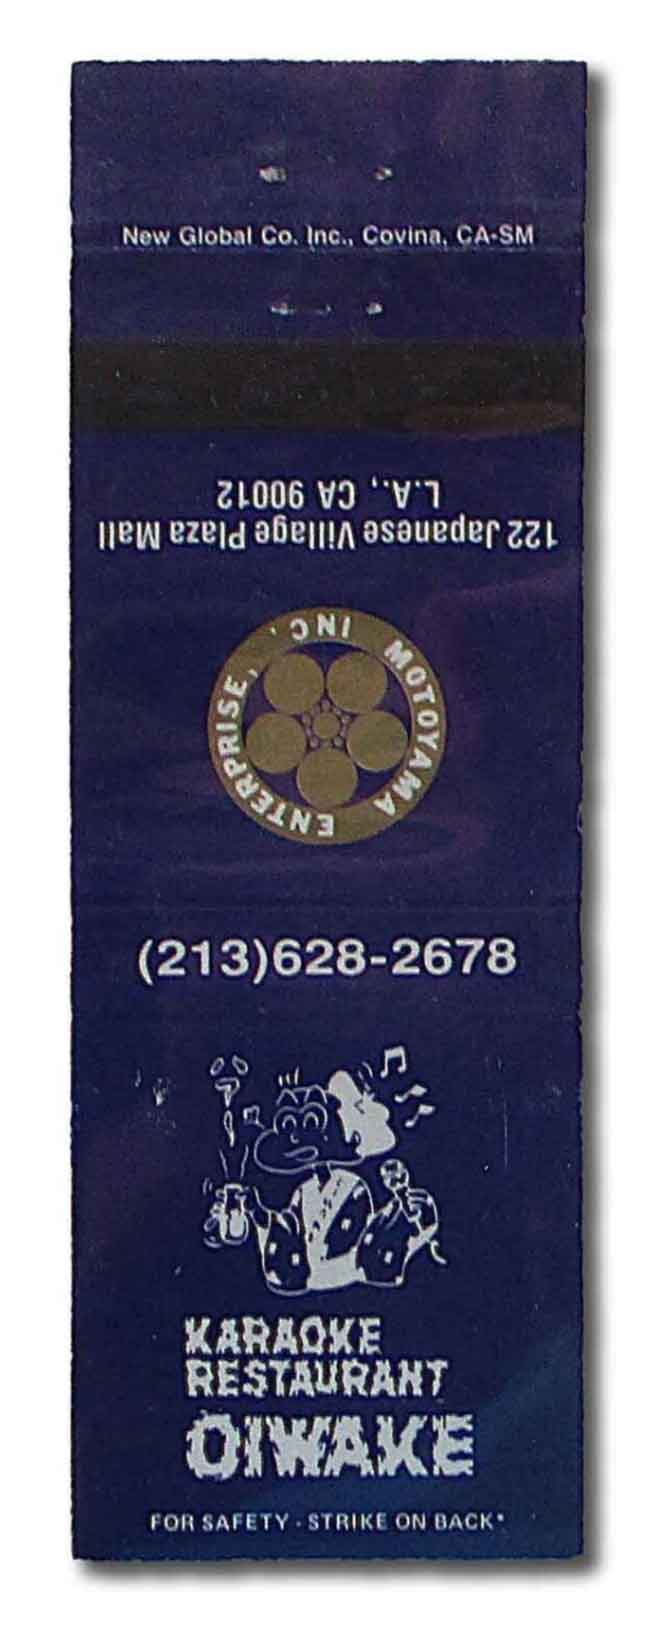 New Global Co. Inc., Covina, CA-SM
122 Japanese Village Plaza Mall
L.A., CA 90012
MOTOYAMA ENTERPRISE, INC.
(213)628-2678
KARAOKE
RESTAURANT
OIWAKE
FOR SAFETY - STRIKE ON BACK*